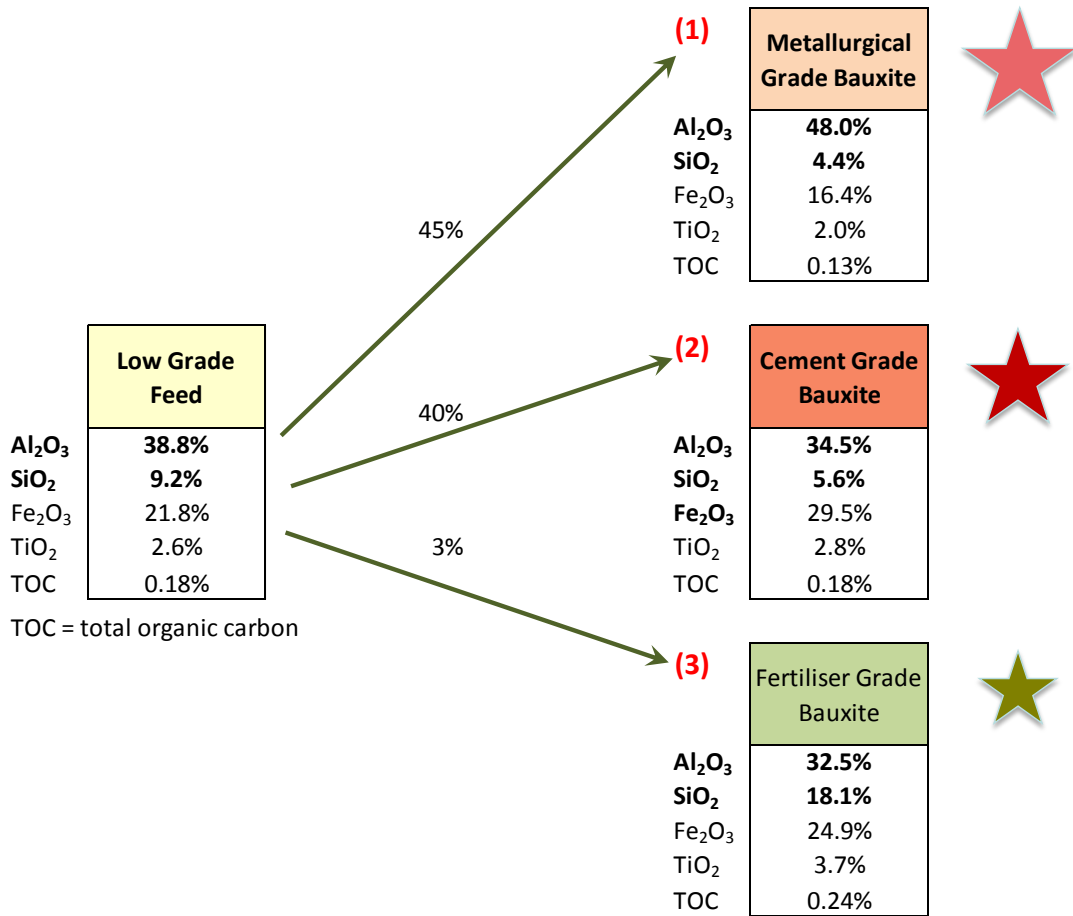 (1)
Metallurgical
Grade Bauxite
Al₂O₃ 48.0%
SiO₂ 4.4%
Fe₂O₃ 16.4%
TiO₂ 2.0%
TOC 0.13%
45%
Low Grade
Feed
Al₂O₃ 38.8%
SiO₂ 9.2%
Fe₂O₃ 21.8%
TiO₂ 2.6%
TOC 0.18%
TOC = total organic carbon
40%
(2)
Cement Grade
Bauxite
Al₂O₃ 34.5%
SiO₂ 5.6%
Fe₂O₃ 29.5%
TiO₂ 2.8%
TOC 0.18%
3%
(3)
Fertiliser Grade
Bauxite
Al₂O₃ 32.5%
SiO₂ 18.1%
Fe₂O₃ 24.9%
TiO₂ 3.7%
TOC 0.24%